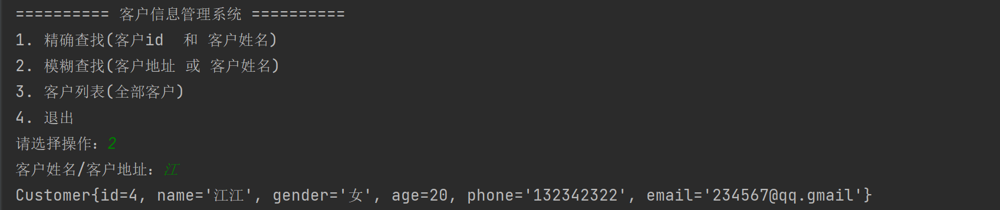 ========== 客户信息管理系统 ==========
1. 精确查找(客户id  和 客户姓名)
2. 模糊查找(客户地址 或 客户姓名)
3. 客户列表(全部客户)
4. 退出
请选择操作：2
客户姓名/客户地址：江
Customer{id=4, name='江江', gender='女', age=20, phone='132342322', email='234567@qq.gmail'}